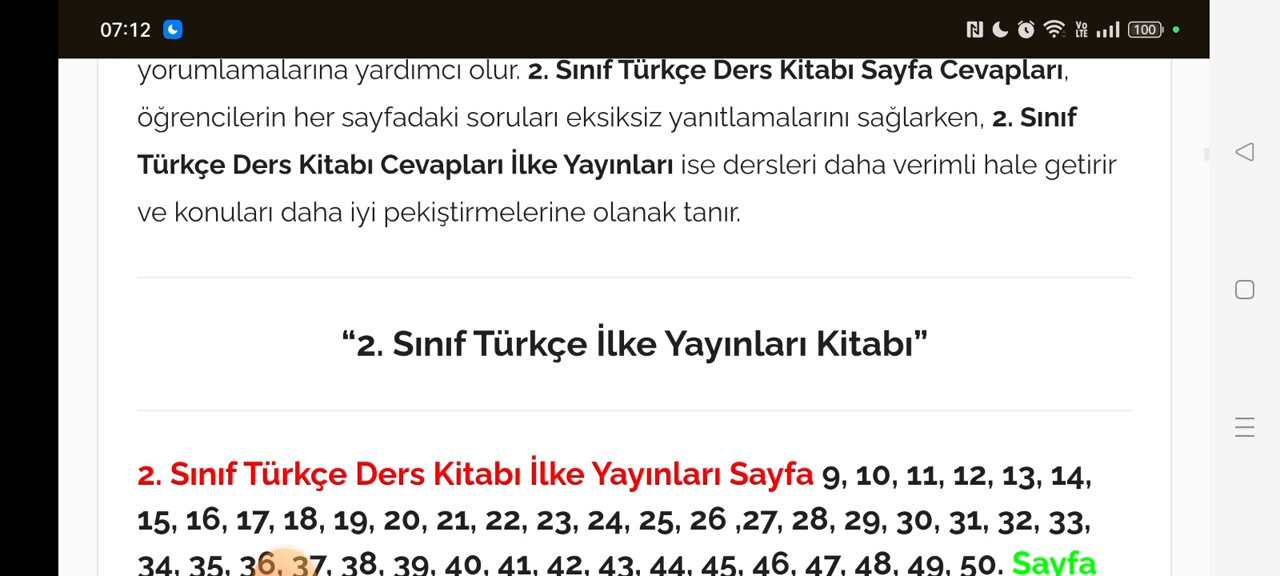 07:12
VoLTE
100
yorumlamalarına yardımcı olur. 2. Sınıf Türkçe Ders Kitabı Sayfa Cevapları,
öğrencilerin her sayfadaki soruları eksiksiz yanıtlamalarını sağlarken, 2. Sınıf
Türkçe Ders Kitabı Cevapları İlke Yayınları ise dersleri daha verimli hale getirir
ve konuları daha iyi pekiştirmelerine olanak tanır.
“2. Sınıf Türkçe İlke Yayınları Kitabı”
2. Sınıf Türkçe Ders Kitabı İlke Yayınları Sayfa 9, 10, 11, 12, 13, 14,
15, 16, 17, 18, 19, 20, 21, 22, 23, 24, 25, 26 ,27, 28, 29, 30, 31, 32, 33,
34, 35, 36, 37, 38, 39, 40, 41, 42, 43, 44, 45, 46, 47, 48, 49, 50. Sayfa